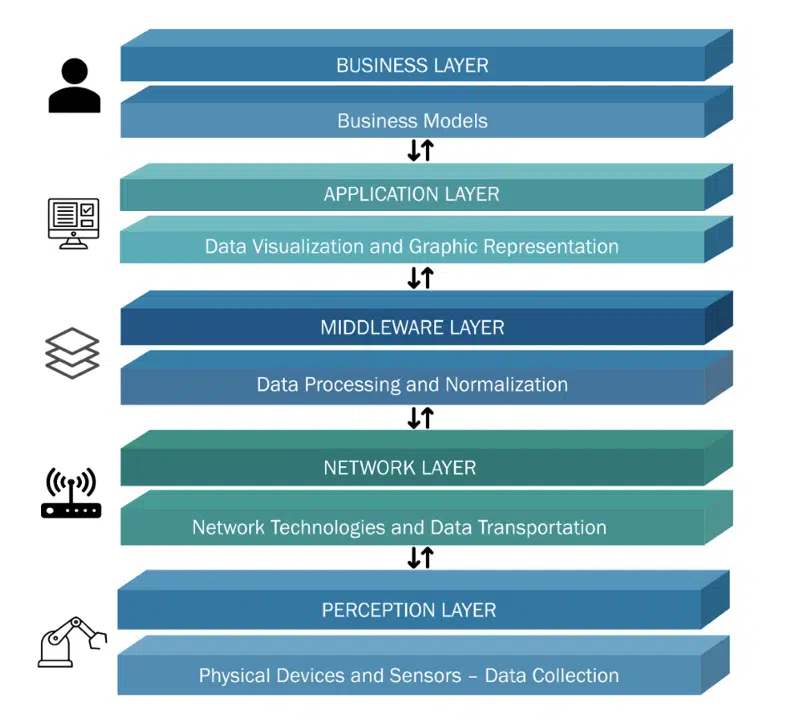 BUSINESS LAYER
Business Models
APPLICATION LAYER
Data Visualization and Graphic Representation
MIDDLEWARE LAYER
Data Processing and Normalization
NETWORK LAYER
Network Technologies and Data Transportation
PERCEPTION LAYER
Physical Devices and Sensors – Data Collection